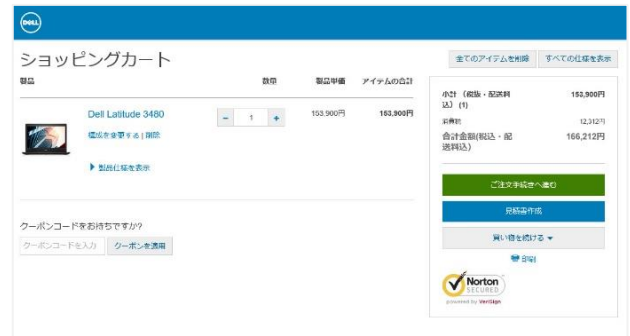 DELL
ショッピングカート
全てのアイテムを削除 すべての仕様を表示
製品 数量 製品単価 アイテムの合計
Dell Latitude 3480
構成を変更する | 削除
- 1 +
153,900円 153,900円
▶ 製品仕様を表示
クーポンコードをお持ちですか?
クーポンコードを入力 クーポンを適用
小計 (税抜・配送料
込) (1) 153,900円
消費税 12,312円
合計金額(税込・配
送料込) 166,212円
ご注文手続きへ進む
見積書作成
買い物を続ける
印刷
Norton
SECURED
powered by VeriSign